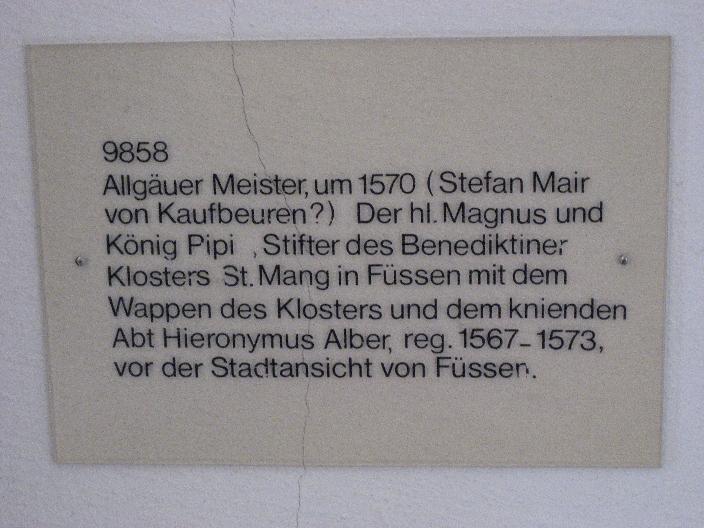 9858
Allgäuer Meister, um 1570 (Stefan Mair
von Kaufbeuren?) Der hl. Magnus und
König Pipi , Stifter des Benediktiner
Klosters St. Mang in Füssen mit dem
Wappen des Klosters und dem knienden
Abt Hieronymus Alber, reg. 1567-1573,
vor der Stadtansicht von Füssen.